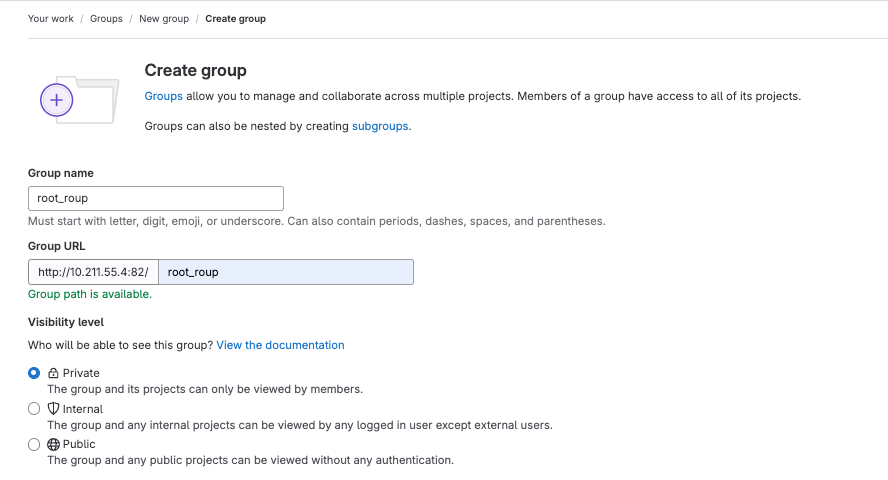 Your work / Groups / New group / Create group
Create group
Groups allow you to manage and collaborate across multiple projects. Members of a group have access to all of its projects.
Groups can also be nested by creating subgroups.
Group name
root_roup
Must start with letter, digit, emoji, or underscore. Can also contain periods, dashes, spaces, and parentheses.
Group URL
http://10.211.55.4:82/ root_roup
Group path is available.
Visibility level
Who will be able to see this group? View the documentation
Private
The group and its projects can only be viewed by members.
Internal
The group and any internal projects can be viewed by any logged in user except external users.
Public
The group and any public projects can be viewed without any authentication.